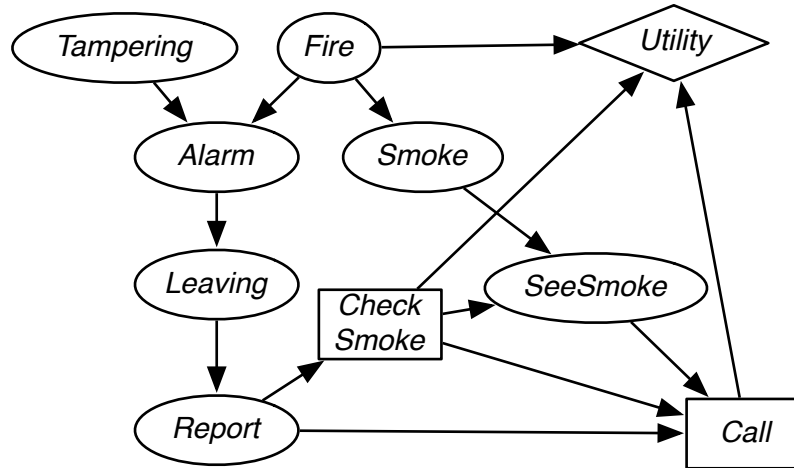 Tampering
Fire
Utility
Alarm
Smoke
Leaving
Check
Smoke
SeeSmoke
Report
Call